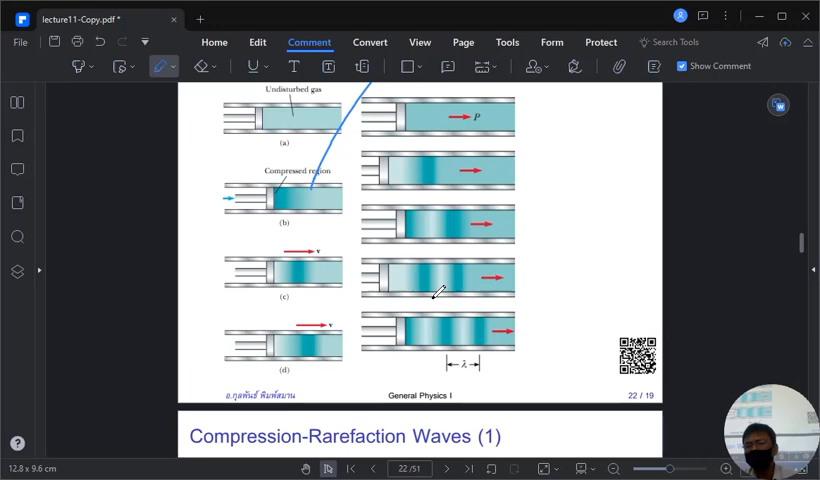 lecture11-Copy.pdf *
File
Home
Edit
Comment
Convert
View
Page
Tools
Form
Protect
Search Tools
Show Comment
Undisturbed gas
(a)
P
Compressed region
(b)
v
(c)
v
(d)
λ
อ.กุลพันธ์ พิมพ์สมาน
General Physics I
22 / 19
Compression-Rarefaction Waves (1)
12.8 x 9.6 cm
22 /51